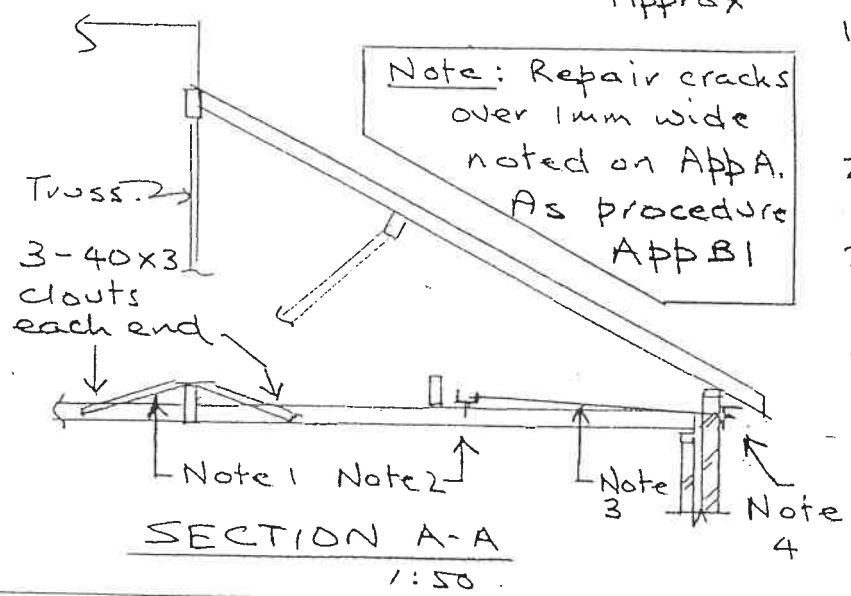 Approx
Note: Repair cracks
over 1mm wide
noted on App A.
As procedure
App B1
Truss.
3-40x3
clouts
each end
Note 1
Note 2
Note
3
Note
4
SECTION A-A
1:50